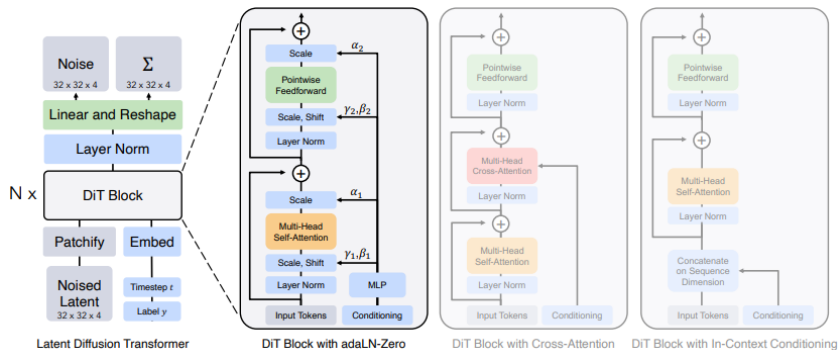 Noise
32 x 32 x 4
Σ
32 x 32 x 4
Linear and Reshape
Layer Norm
N x
DiT Block
Patchify
Embed
Noised
Latent
32 x 32 x 4
Timestep t
Label y
Latent Diffusion Transformer
+
Scale
α₂
Pointwise
Feedforward
Scale, Shift
γ₂,β₂
Layer Norm
+
Scale
α₁
Multi-Head
Self-Attention
Scale, Shift
γ₁,β₁
Layer Norm
MLP
Input Tokens
Conditioning
DiT Block with adaLN-Zero
+
Pointwise
Feedforward
Layer Norm
+
Multi-Head
Cross-Attention
Layer Norm
+
Multi-Head
Self-Attention
Layer Norm
Input Tokens
Conditioning
DiT Block with Cross-Attention
+
Pointwise
Feedforward
Layer Norm
+
Multi-Head
Self-Attention
Layer Norm
Concatenate
on Sequence
Dimension
Input Tokens
Conditioning
DiT Block with In-Context Conditioning